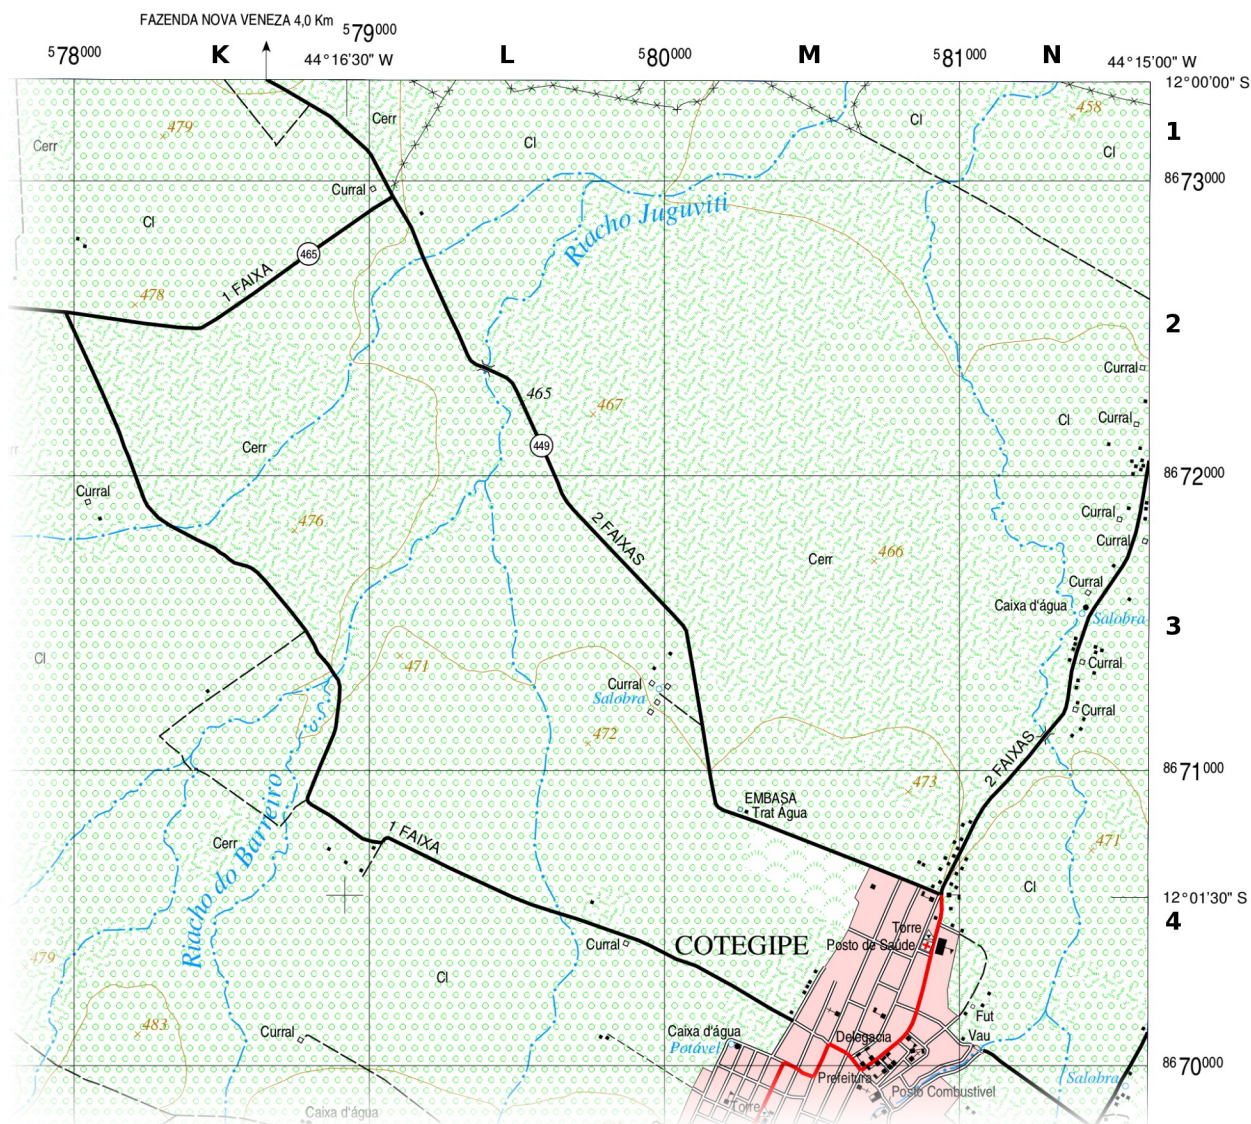 FAZENDA NOVA VENEZA 4,0 Km
578000
K
579000
44°16'30" W
L
580000
M
581000
N
44°15'00" W
12°00'00" S
458
1
479
Cerr
Cerr
Cl
Cl
Cl
8673000
Curral
Riacho Juguviti
Cl
465
1 FAIXA
478
2
Curral
465
467
Curral
Cl
449
Cerr
8672000
Curral
476
2 FAIXAS
Curral
466
Cerr
Curral
Curral
Caixa d'água
Salobra
3
Cl
471
Curral
Curral
Salobra
Curral
472
2 FAIXAS
8671000
473
EMBASA
Trat Água
Riacho do Barreiro
1 FAIXA
Cerr
471
Cl
12°01'30" S
4
Torre
COTEGIPE
Posto de Saúde
Curral
479
Cl
Fut
483
Curral
Caixa d'água
Potável
Delegacia
Vau
8670000
Prefeitura
Salobra
Posto Combustível
Torre
Caixa d'água